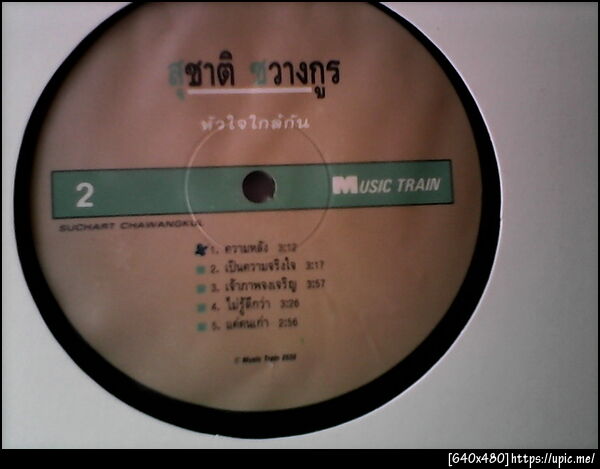 สุชาติ ชวางกูร
หัวใจใกล้กัน
2
MUSIC TRAIN
SUCHART CHAWANGKUL
1. ความหลัง 3:12
2. เป็นความจริงใจ 3:17
3. เจ้าภาพจงเจริญ 3:57
4. ไม่รู้ดีกว่า 3:26
5. แค่คนเก่า 2:56
© Music Train
[640x480]https://upic.me/